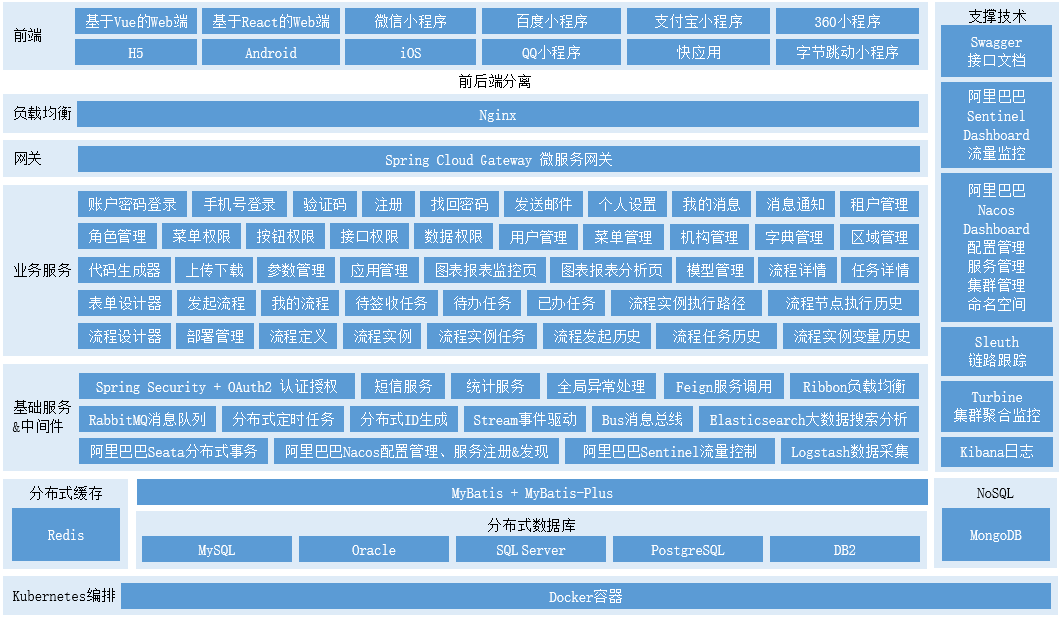 前端
基于Vue的Web端
基于React的Web端
微信小程序
百度小程序
支付宝小程序
360小程序
H5
Android
iOS
QQ小程序
快应用
字节跳动小程序
前后端分离
负载均衡
Nginx
网关
Spring Cloud Gateway 微服务网关
业务服务
账户密码登录
手机号登录
验证码
注册
找回密码
发送邮件
个人设置
我的消息
消息通知
租户管理
角色管理
菜单权限
按钮权限
接口权限
数据权限
用户管理
菜单管理
机构管理
字典管理
区域管理
代码生成器
上传下载
参数管理
应用管理
图表报表监控页
图表报表分析页
模型管理
流程详情
任务详情
表单设计器
发起流程
我的流程
待签收任务
待办任务
已办任务
流程实例执行路径
流程节点执行历史
流程设计器
部署管理
流程定义
流程实例
流程实例任务
流程发起历史
流程任务历史
流程实例变量历史
基础服务
&中间件
Spring Security + OAuth2 认证授权
短信服务
统计服务
全局异常处理
Feign服务调用
Ribbon负载均衡
RabbitMQ消息队列
分布式定时任务
分布式ID生成
Stream事件驱动
Bus消息总线
Elasticsearch大数据搜索分析
阿里巴巴Seata分布式事务
阿里巴巴Nacos配置管理、服务注册&发现
阿里巴巴Sentinel流量控制
Logstash数据采集
支撑技术
Swagger
接口文档
阿里巴巴
Sentinel
Dashboard
流量监控
阿里巴巴
Nacos
Dashboard
配置管理
服务管理
集群管理
命名空间
Sleuth
链路跟踪
Turbine
集群聚合监控
Kibana日志
分布式缓存
Redis
MyBatis + MyBatis-Plus
分布式数据库
MySQL
Oracle
SQL Server
PostgreSQL
DB2
NoSQL
MongoDB
Kubernetes编排
Docker容器